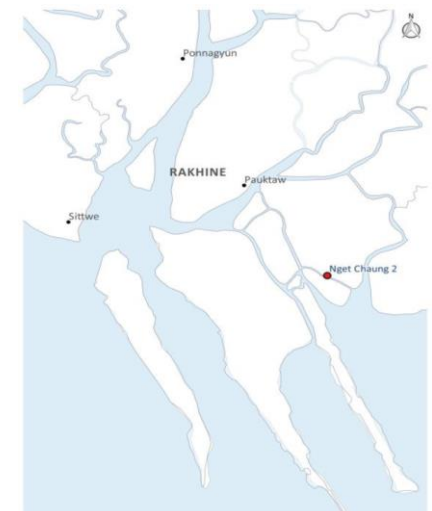 N
Ponnagyun
RAKHINE
Pauktaw
Sittwe
Nget Chaung 2